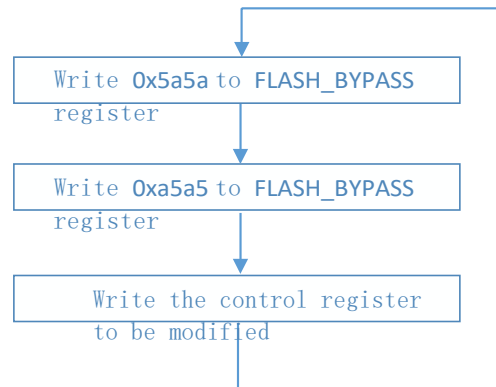 Write 0x5a5a to FLASH_BYPASS
register
Write 0xa5a5 to FLASH_BYPASS
register
Write the control register
to be modified